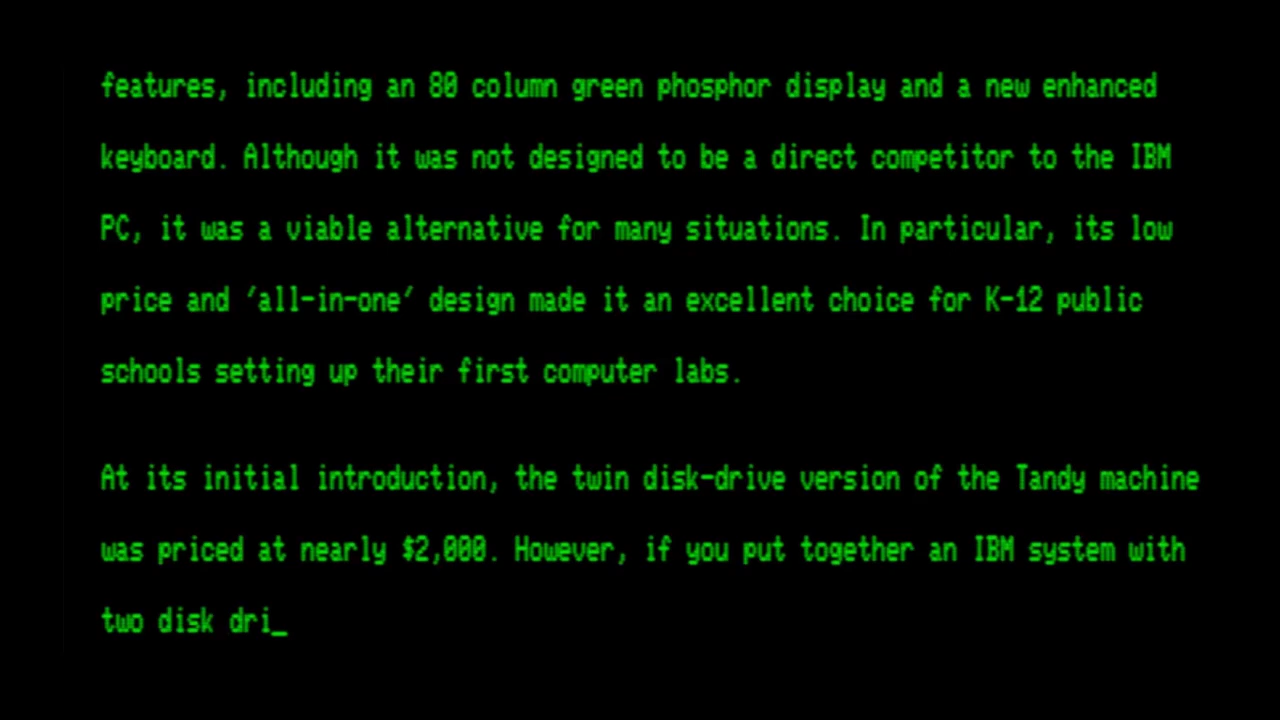 features, including an 80 column green phosphor display and a new enhanced
keyboard. Although it was not designed to be a direct competitor to the IBM
PC, it was a viable alternative for many situations. In particular, its low
price and 'all-in-one' design made it an excellent choice for K-12 public
schools setting up their first computer labs.
At its initial introduction, the twin disk-drive version of the Tandy machine
was priced at nearly $2,000. However, if you put together an IBM system with
two disk dri_